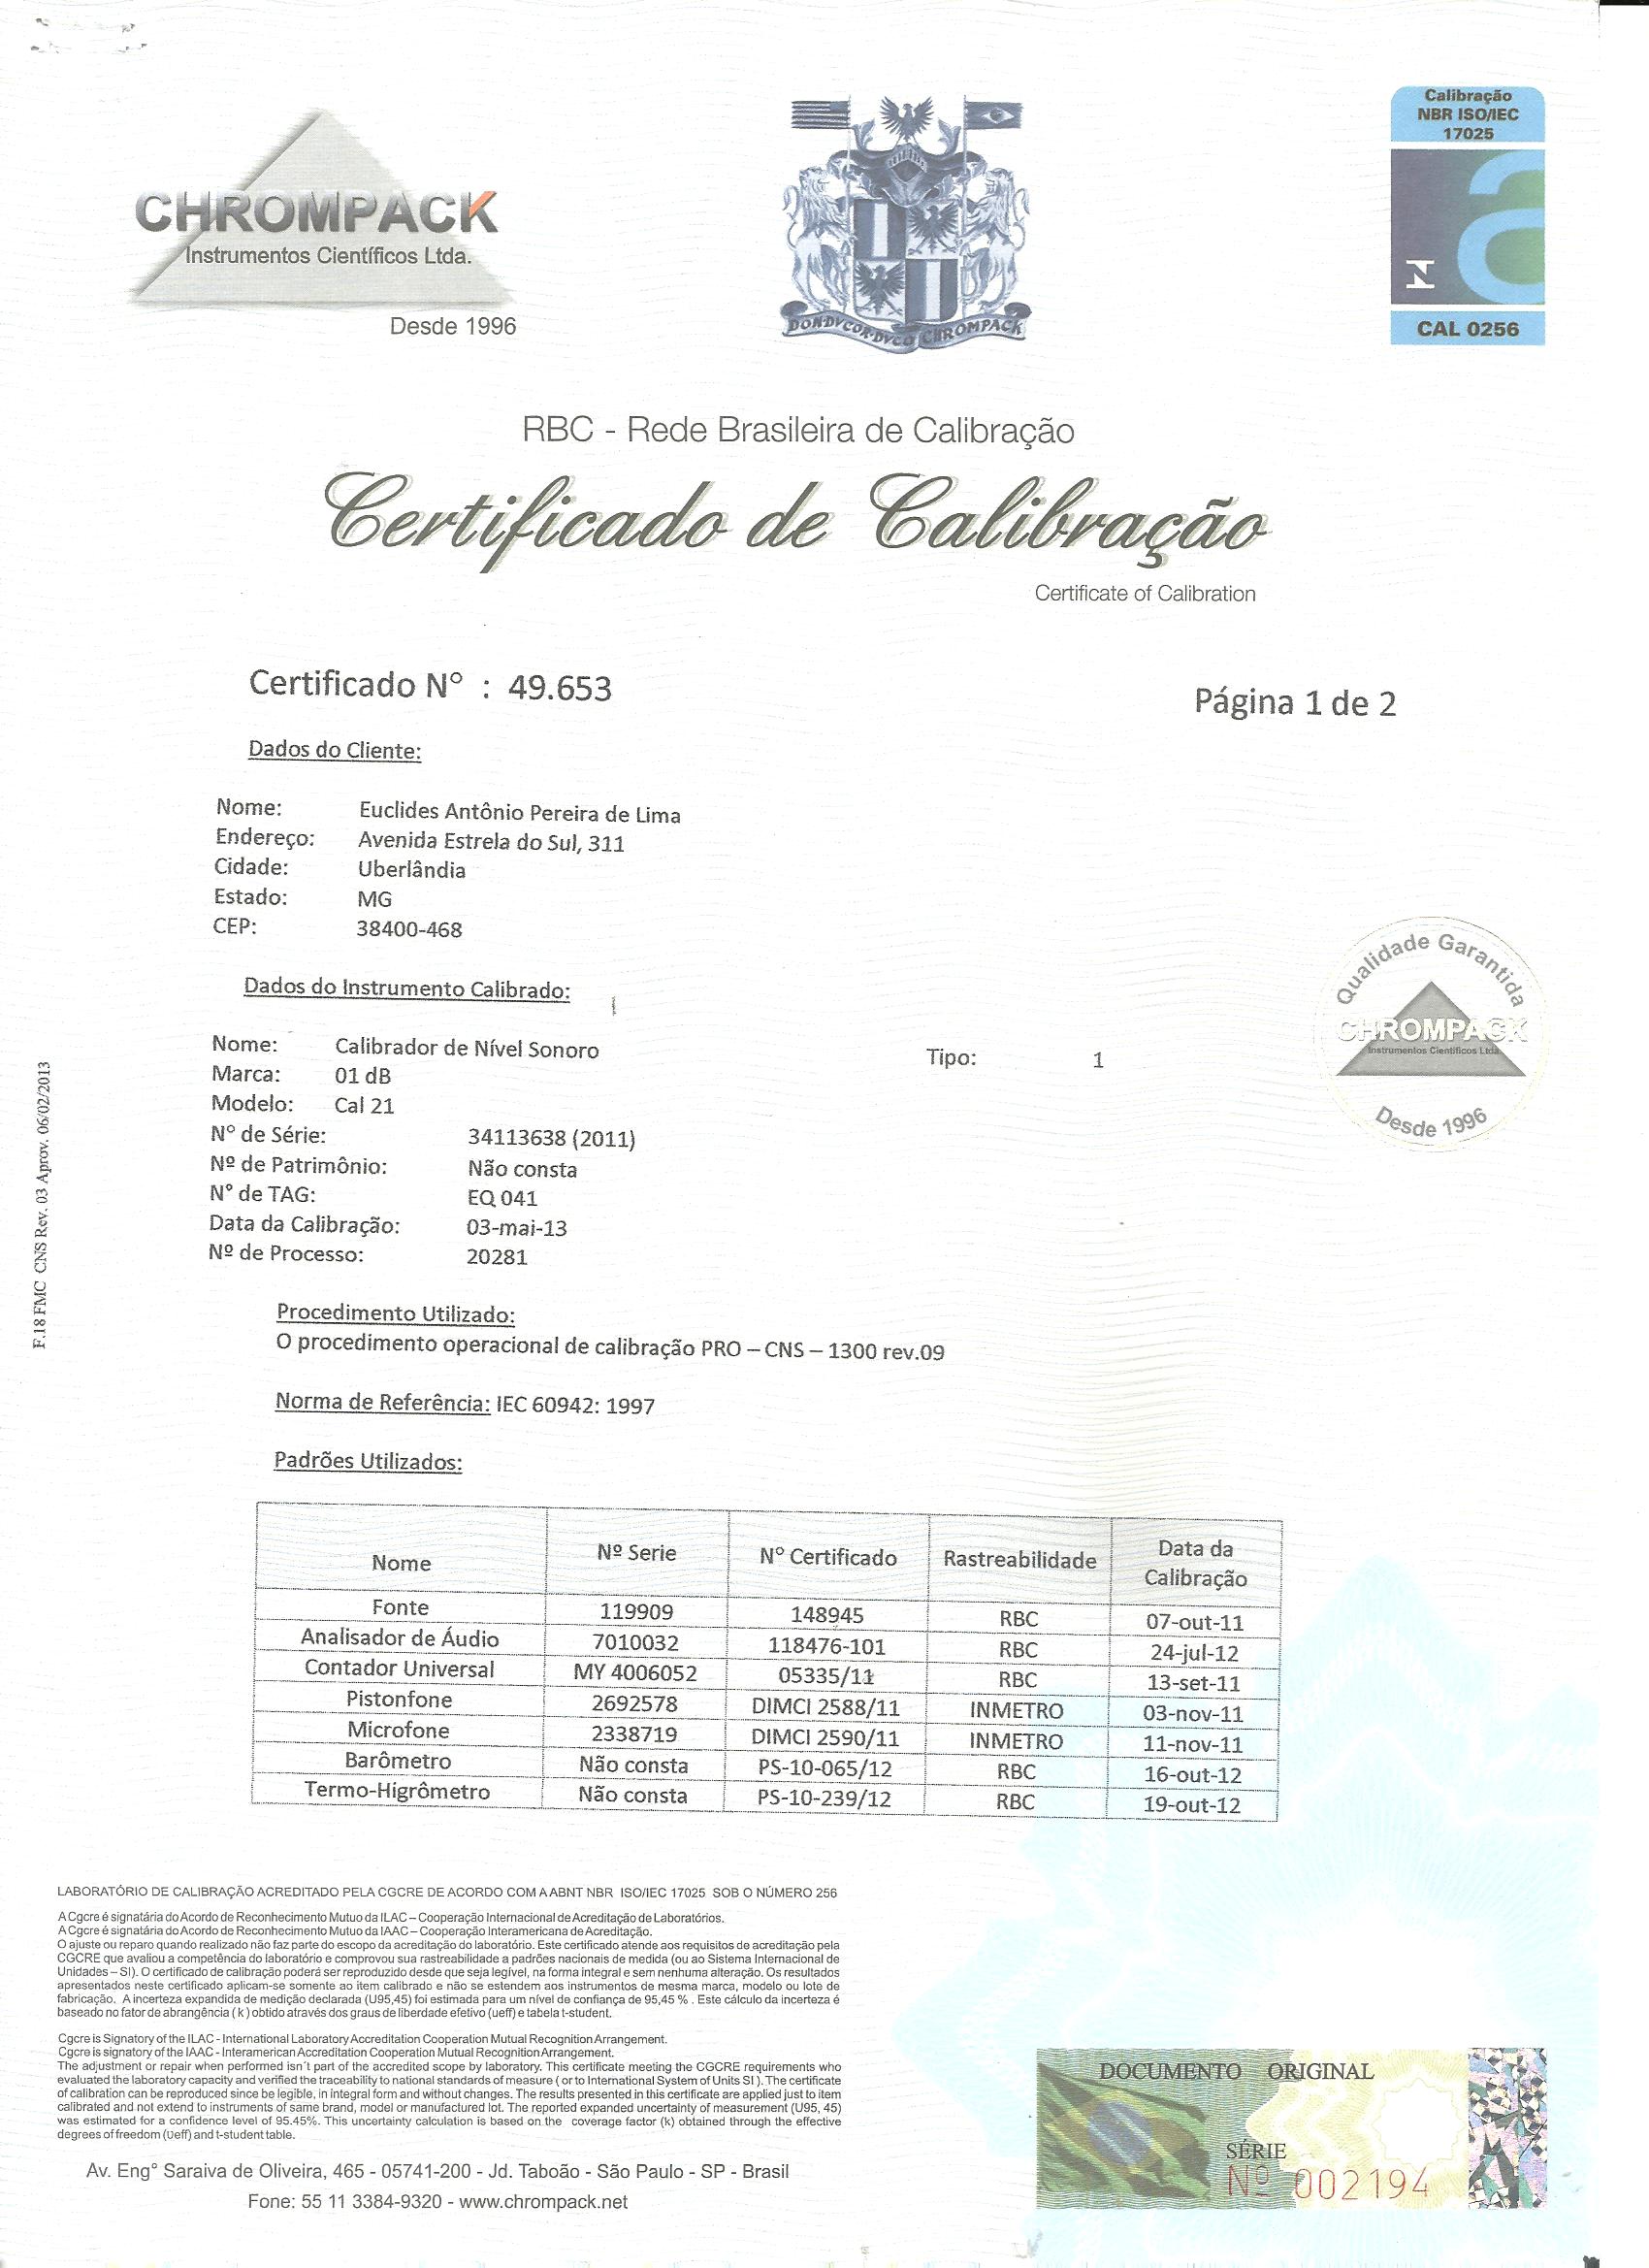 CHROMPACK
Instrumentos Científicos Ltda.
Desde 1996
DONDVCOR·DVCO CHROMPACK
Calibração
NBR ISO/IEC
17025
CAL 0256
RBC - Rede Brasileira de Calibração
Certificado de Calibração
Certificate of Calibration
Certificado N° : 49.653
Página 1 de 2
Dados do Cliente:
Nome: Euclides Antônio Pereira de Lima
Endereço: Avenida Estrela do Sul, 311
Cidade: Uberlândia
Estado: MG
CEP: 38400-468
Qualidade Garantida
CHROMPACK
Instrumentos Científicos Ltda
Desde 1996
Dados do Instrumento Calibrado:
Nome: Calibrador de Nível Sonoro Tipo: 1
Marca: 01 dB
Modelo: Cal 21
N° de Série: 34113638 (2011)
Nº de Patrimônio: Não consta
N° de TAG: EQ 041
Data da Calibração: 03-mai-13
Nº de Processo: 20281
F.18 FMC CNS Rev. 03 Aprov. 06/02/2013
Procedimento Utilizado:
O procedimento operacional de calibração PRO – CNS – 1300 rev.09
Norma de Referência: IEC 60942: 1997
Padrões Utilizados:
Nome Nº Serie N° Certificado Rastreabilidade Data da Calibração
Fonte 119909 148945 RBC 07-out-11
Analisador de Áudio 7010032 118476-101 RBC 24-jul-12
Contador Universal MY 4006052 05335/11 RBC 13-set-11
Pistonfone 2692578 DIMCI 2588/11 INMETRO 03-nov-11
Microfone 2338719 DIMCI 2590/11 INMETRO 11-nov-11
Barômetro Não consta PS-10-065/12 RBC 16-out-12
Termo-Higrômetro Não consta PS-10-239/12 RBC 19-out-12
LABORATÓRIO DE CALIBRAÇÃO ACREDITADO PELA CGCRE DE ACORDO COM A ABNT NBR ISO/IEC 17025 SOB O NÚMERO 256
A Cgcre é signatária do Acordo de Reconhecimento Mutuo da ILAC – Cooperação Internacional de Acreditação de Laboratórios.
A Cgcre é signatária do Acordo de Reconhecimento Mutuo da IAAC – Cooperação Interamericana de Acreditação.
O ajuste ou reparo quando realizado não faz parte do escopo da acreditação do laboratório. Este certificado atende aos requisitos de acreditação pela
CGCRE que avaliou a competência do laboratório e comprovou sua rastreabilidade a padrões nacionais de medida (ou ao Sistema Internacional de
Unidades – SI). O certificado de calibração poderá ser reproduzido desde que seja legível, na forma integral e sem nenhuma alteração. Os resultados
apresentados neste certificado aplicam-se somente ao item calibrado e não se estendem aos instrumentos de mesma marca, modelo ou lote de
fabricação. A incerteza expandida de medição declarada (U95,45) foi estimada para um nível de confiança de 95,45 % . Este cálculo da incerteza é
baseado no fator de abrangência ( k ) obtido através dos graus de liberdade efetivo (ueff) e tabela t-student.
Cgcre is Signatory of the ILAC - International Laboratory Accreditation Cooperation Mutual Recognition Arrangement.
Cgcre is signatory of the IAAC - Interamerican Accreditation Cooperation Mutual Recognition Arrangement.
The adjustment or repair when performed isn´t part of the accredited scope by laboratory. This certificate meeting the CGCRE requirements who
evaluated the laboratory capacity and verified the traceability to national standards of measure ( or to International System of Units SI ). The certificate
of calibration can be reproduced since be legible, in integral form and without changes. The results presented in this certificate are applied just to item
calibrated and not extend to instruments of same brand, model or manufactured lot. The reported expanded uncertainty of measurement (U95, 45)
was estimated for a confidence level of 95.45%. This uncertainty calculation is based on the coverage factor (k) obtained through the effective
degrees of freedom (ueff) and t-student table.
Av. Eng° Saraiva de Oliveira, 465 - 05741-200 - Jd. Taboão - São Paulo - SP - Brasil
Fone: 55 11 3384-9320 - www.chrompack.net
DOCUMENTO ORIGINAL
SÉRIE
Nº 002194